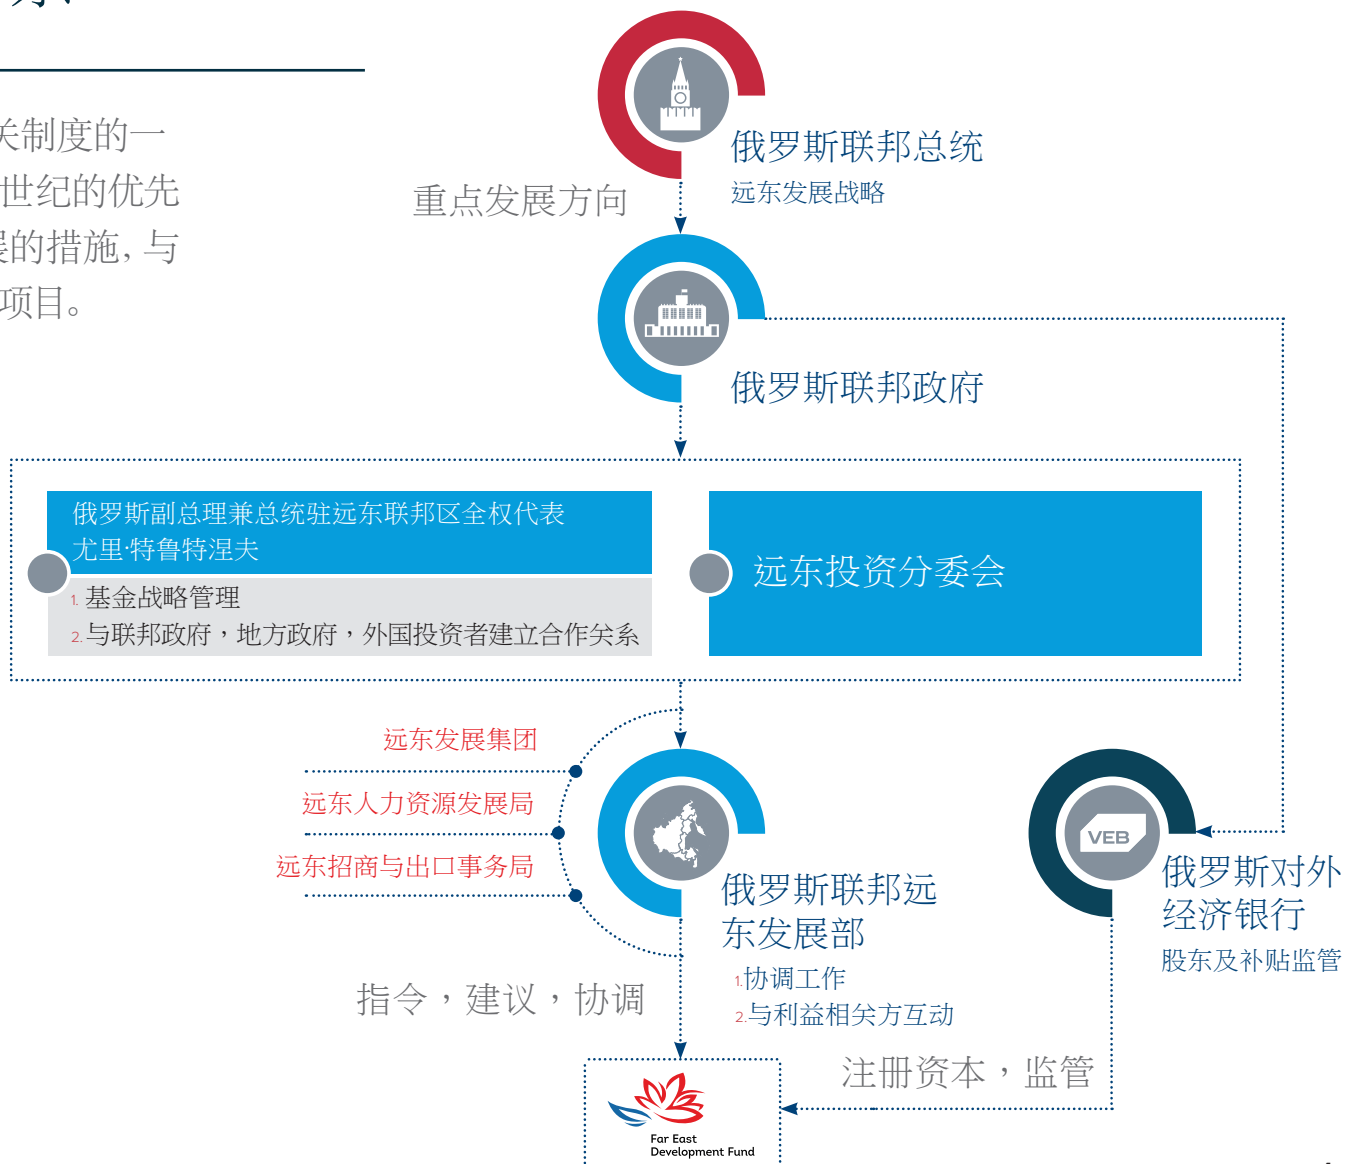 关制度的一
世纪的优先
展的措施, 与
项目。
俄罗斯联邦总统
远东发展战略
重点发展方向
俄罗斯联邦政府
俄罗斯副总理兼总统驻远东联邦区全权代表
尤里·特鲁特涅夫
1. 基金战略管理
2. 与联邦政府，地方政府，外国投资者建立合作关系
远东投资分委会
远东发展集团
远东人力资源发展局
远东招商与出口事务局
俄罗斯联邦远
东发展部
1.协调工作
2.与利益相关方互动
VEB
俄罗斯对外
经济银行
股东及补贴监管
指令，建议，协调
注册资本，监管
Far East
Development Fund